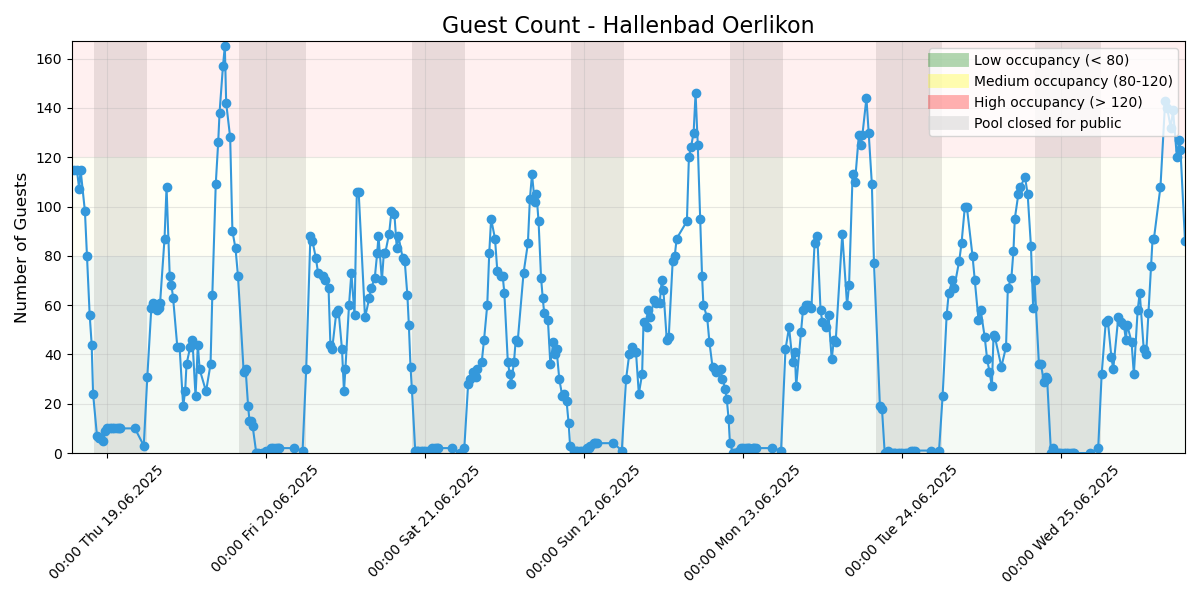 Guest Count - Hallenbad Oerlikon
Number of Guests
160
140
120
100
80
60
40
20
0
Low occupancy (< 80)
Medium occupancy (80-120)
High occupancy (> 120)
Pool closed for public
00:00 Thu 19.06.2025
00:00 Fri 20.06.2025
00:00 Sat 21.06.2025
00:00 Sun 22.06.2025
00:00 Mon 23.06.2025
00:00 Tue 24.06.2025
00:00 Wed 25.06.2025